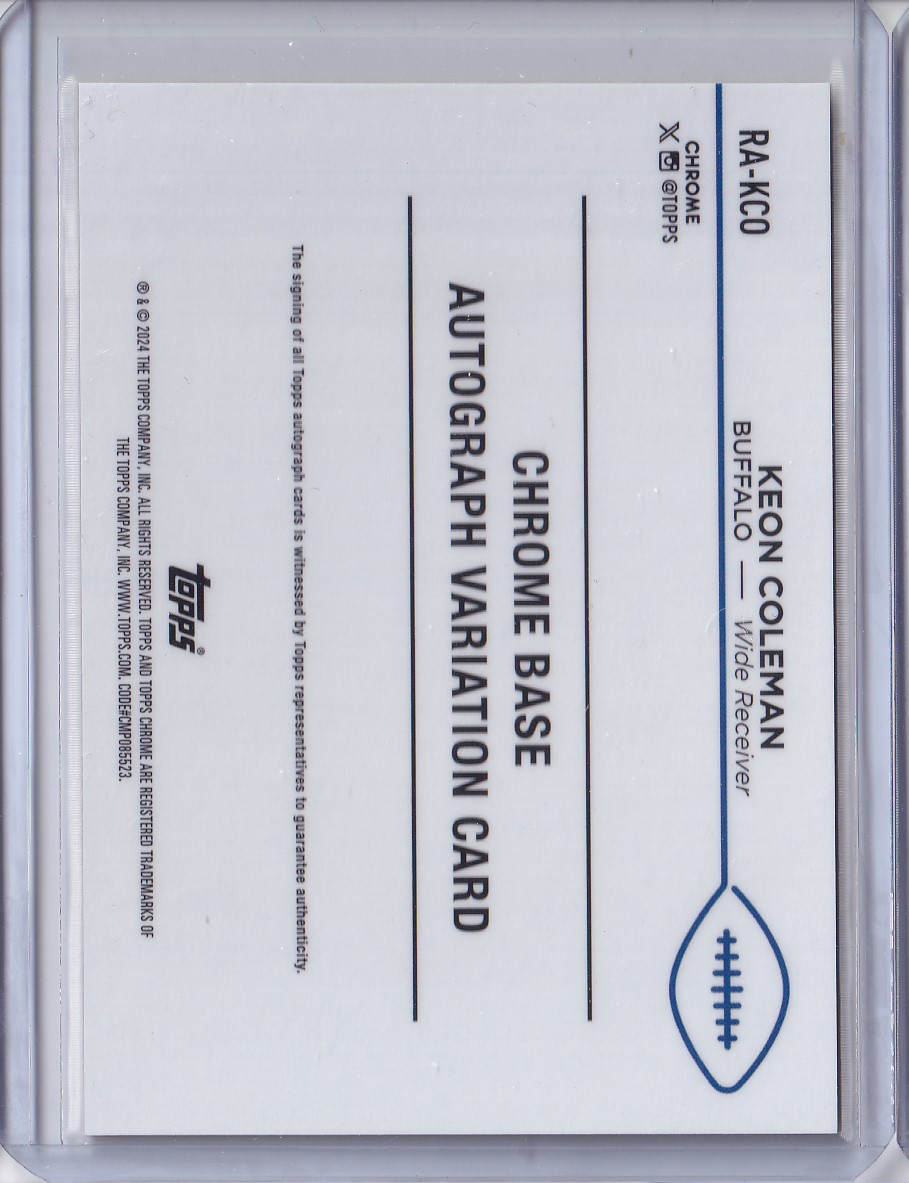 RA-KCO
KEON COLEMAN
BUFFALO — Wide Receiver
CHROME
X @TOPPS
CHROME BASE
AUTOGRAPH VARIATION CARD
The signing of all Topps autograph cards is witnessed by Topps representatives to guarantee authenticity.
topps®
® & © 2024 THE TOPPS COMPANY, INC. ALL RIGHTS RESERVED. TOPPS AND TOPPS CHROME ARE REGISTERED TRADEMARKS OF
THE TOPPS COMPANY, INC. WWW.TOPPS.COM. CODE#CMP085523.